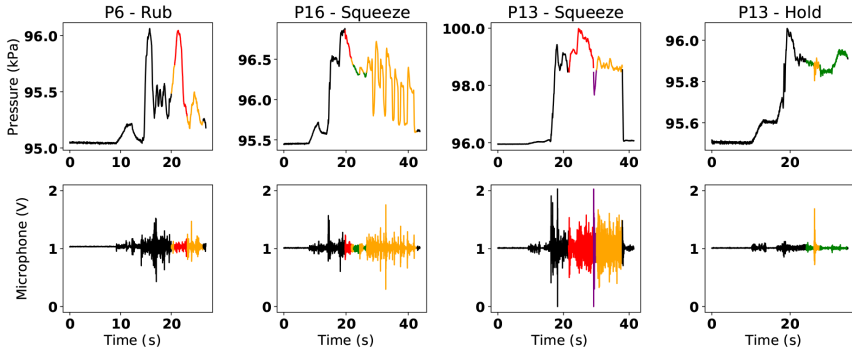 P6 - Rub
P16 - Squeeze
P13 - Squeeze
P13 - Hold
Pressure (kPa)
96.0
95.5
95.0
0 10 20
96.5
96.0
95.5
0 20 40
100.0
98.0
96.0
0 20 40
96.0
95.8
95.6
0 20
Microphone (V)
2
1
0
0 20
Time (s)
2
1
0
0 20 40
Time (s)
2
1
0
0 20 40
Time (s)
2
1
0
0 20
Time (s)